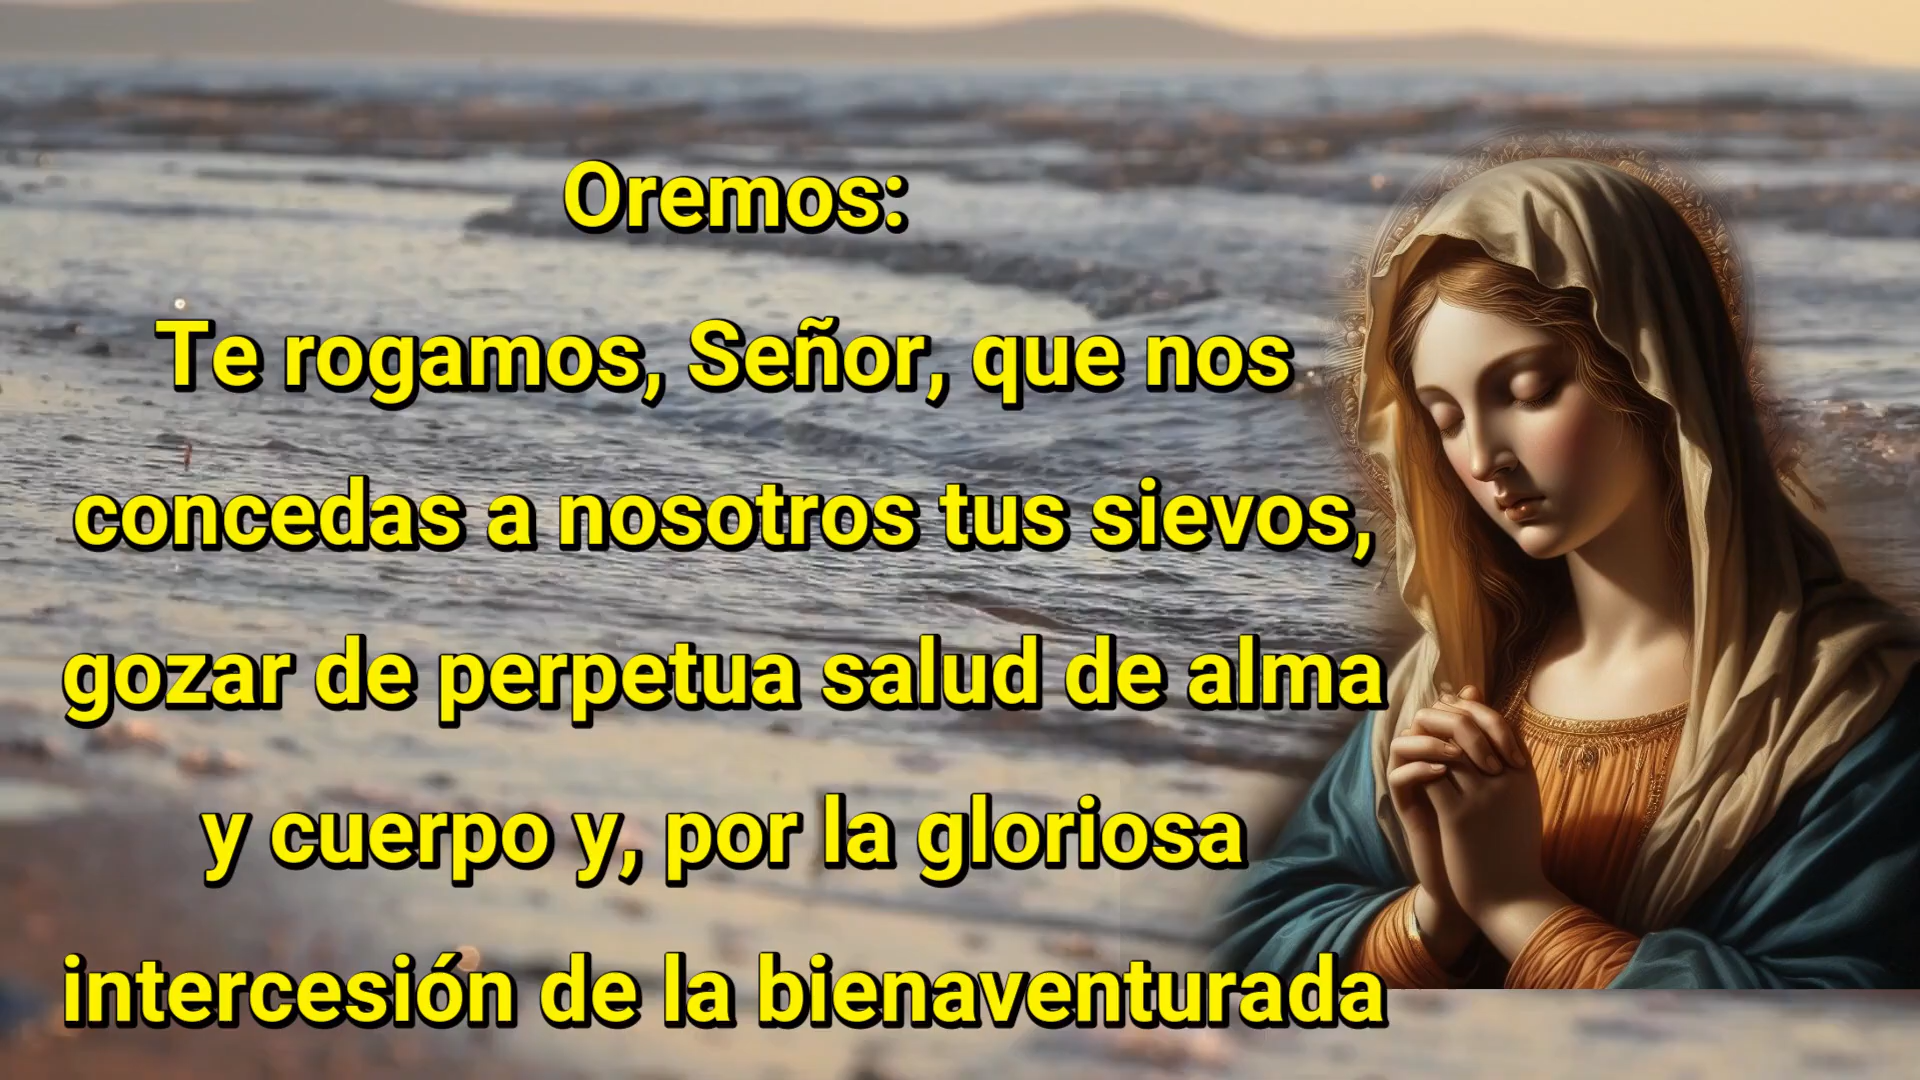 Oremos:
Te rogamos, Señor, que nos
concedas a nosotros tus sievos,
gozar de perpetua salud de alma
y cuerpo y, por la gloriosa
intercesión de la bienaventurada